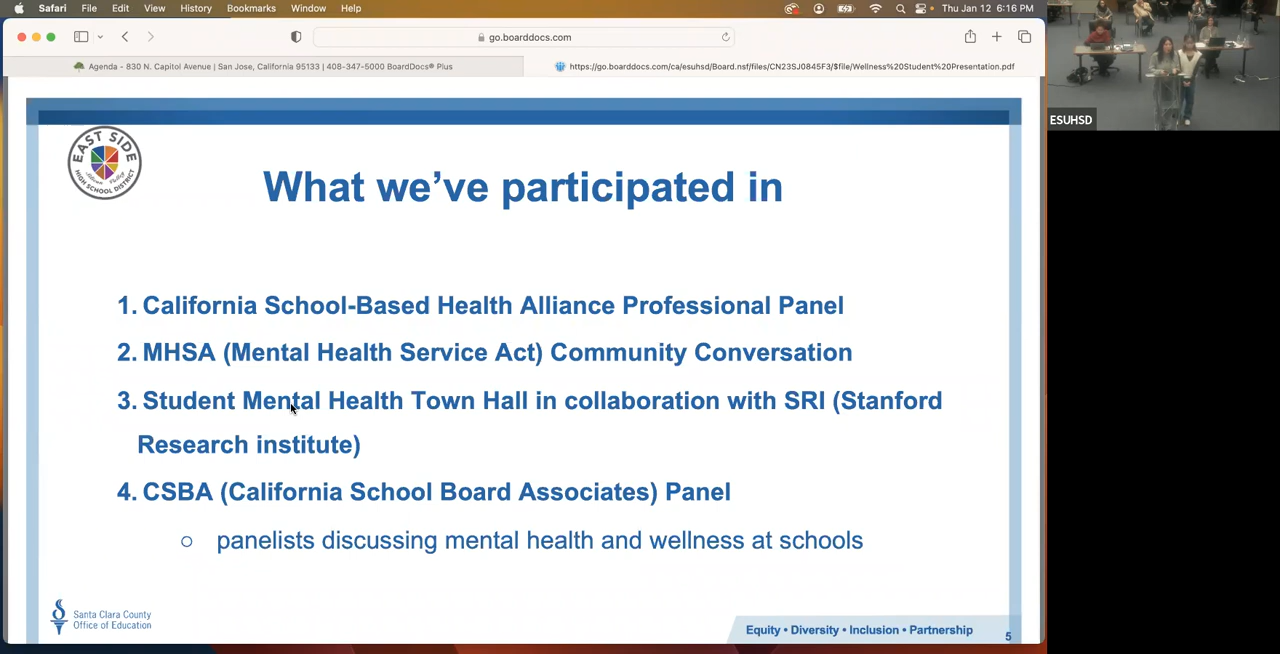 Safari File Edit View History Bookmarks Window Help Thu Jan 12 6:16 PM
go.boarddocs.com
Agenda - 830 N. Capitol Avenue | San Jose, California 95133 | 408-347-5000 BoardDocs® Plus
https://go.boarddocs.com/ca/esuhsd/Board.nsf/files/CN23SJ0845F3/$file/Wellness%20Student%20Presentation.pdf
ESUHSD
EAST SIDE
Silicon Valley
HIGH SCHOOL DISTRICT
What we’ve participated in
1. California School-Based Health Alliance Professional Panel
2. MHSA (Mental Health Service Act) Community Conversation
3. Student Mental Health Town Hall in collaboration with SRI (Stanford
Research institute)
4. CSBA (California School Board Associates) Panel
○ panelists discussing mental health and wellness at schools
Santa Clara County
Office of Education
Equity • Diversity • Inclusion • Partnership
5